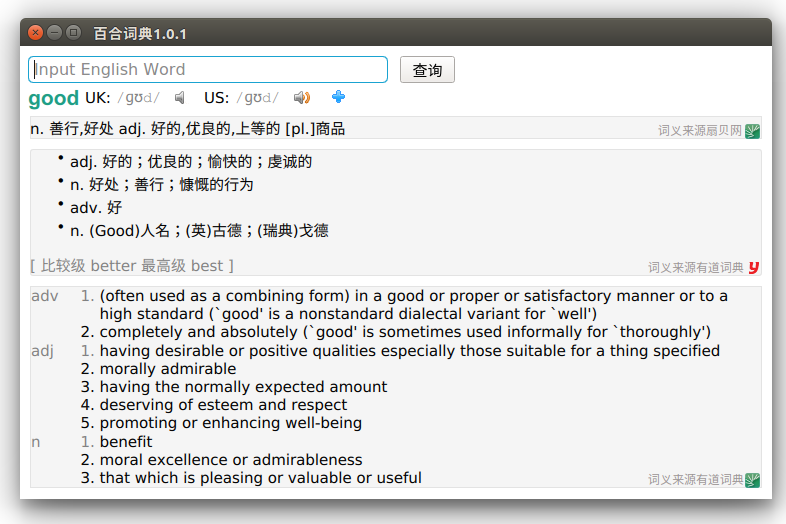 百合词典1.0.1
Input English Word 查询
good UK: /gʊd/ US: /gʊd/
n. 善行,好处 adj. 好的,优良的,上等的 [pl.]商品 词义来源扇贝网
• adj. 好的；优良的；愉快的；虔诚的
• n. 好处；善行；慷慨的行为
• adv. 好
• n. (Good)人名；(英)古德；(瑞典)戈德
[ 比较级 better 最高级 best ] 词义来源有道词典 y
adv 1. (often used as a combining form) in a good or proper or satisfactory manner or to a
high standard (`good' is a nonstandard dialectal variant for `well')
2. completely and absolutely (`good' is sometimes used informally for `thoroughly')
adj 1. having desirable or positive qualities especially those suitable for a thing specified
2. morally admirable
3. having the normally expected amount
4. deserving of esteem and respect
5. promoting or enhancing well-being
n 1. benefit
2. moral excellence or admirableness
3. that which is pleasing or valuable or useful 词义来源有道词典